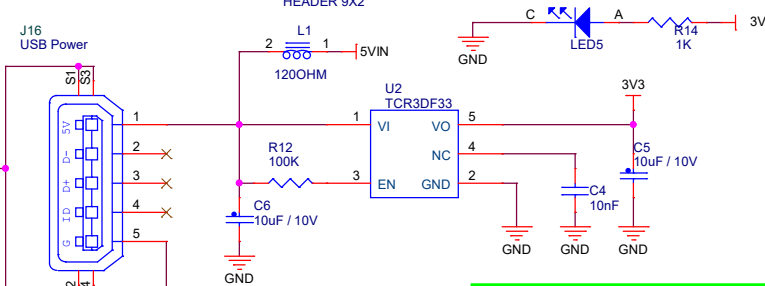 HEADER 9X2
J16
USB Power
S1
S3
5V
D-
D+
ID
G
1
2
3
4
5
L1
2
1
5VIN
120OHM
C
A
LED5
R14
1K
3V
GND
U2
TCR3DF33
1
VI
VO
5
NC
4
3
EN
GND
2
R12
100K
C6
10uF / 10V
GND
3V3
C5
10uF / 10V
C4
10nF
GND
GND
GND